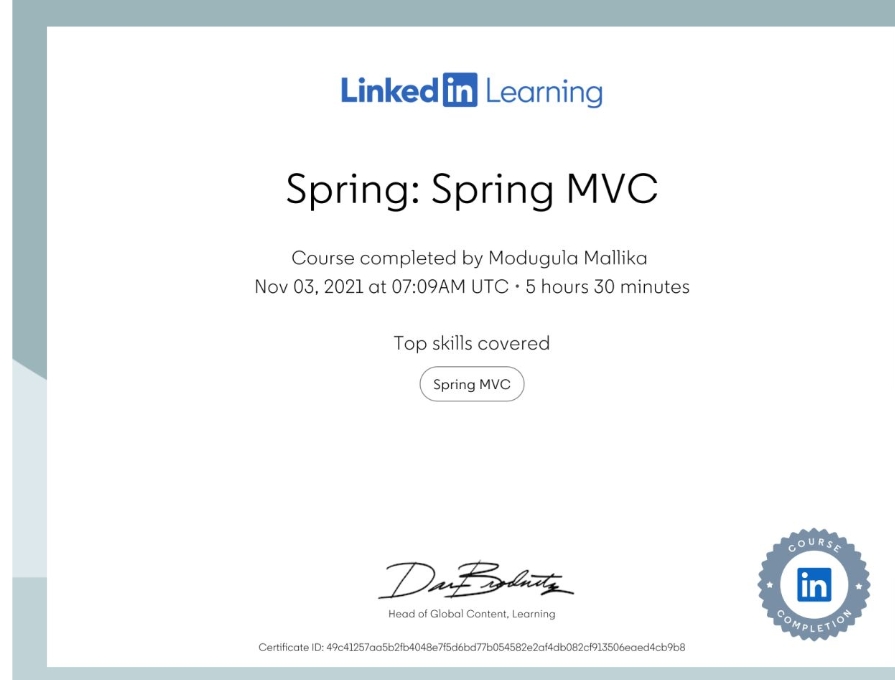 Linked in Learning
Spring: Spring MVC
Course completed by Modugula Mallika
Nov 03, 2021 at 07:09AM UTC • 5 hours 30 minutes
Top skills covered
Spring MVC
Head of Global Content, Learning
Certificate ID: 49c41257aa5b2fb4048e7f5d6bd77b054582e2af4db082cf913506eaed4cb9b8
COURSE
in
COMPLETION